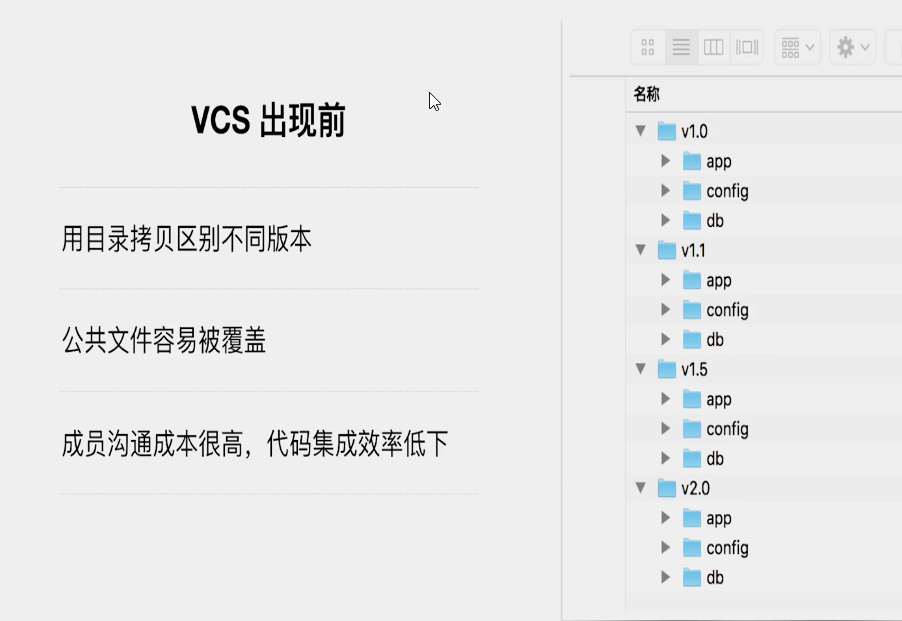 VCS 出现前
用目录拷贝区别不同版本
公共文件容易被覆盖
成员沟通成本很高，代码集成效率低下
名称
v1.0
app
config
db
v1.1
app
config
db
v1.5
app
config
db
v2.0
app
config
db